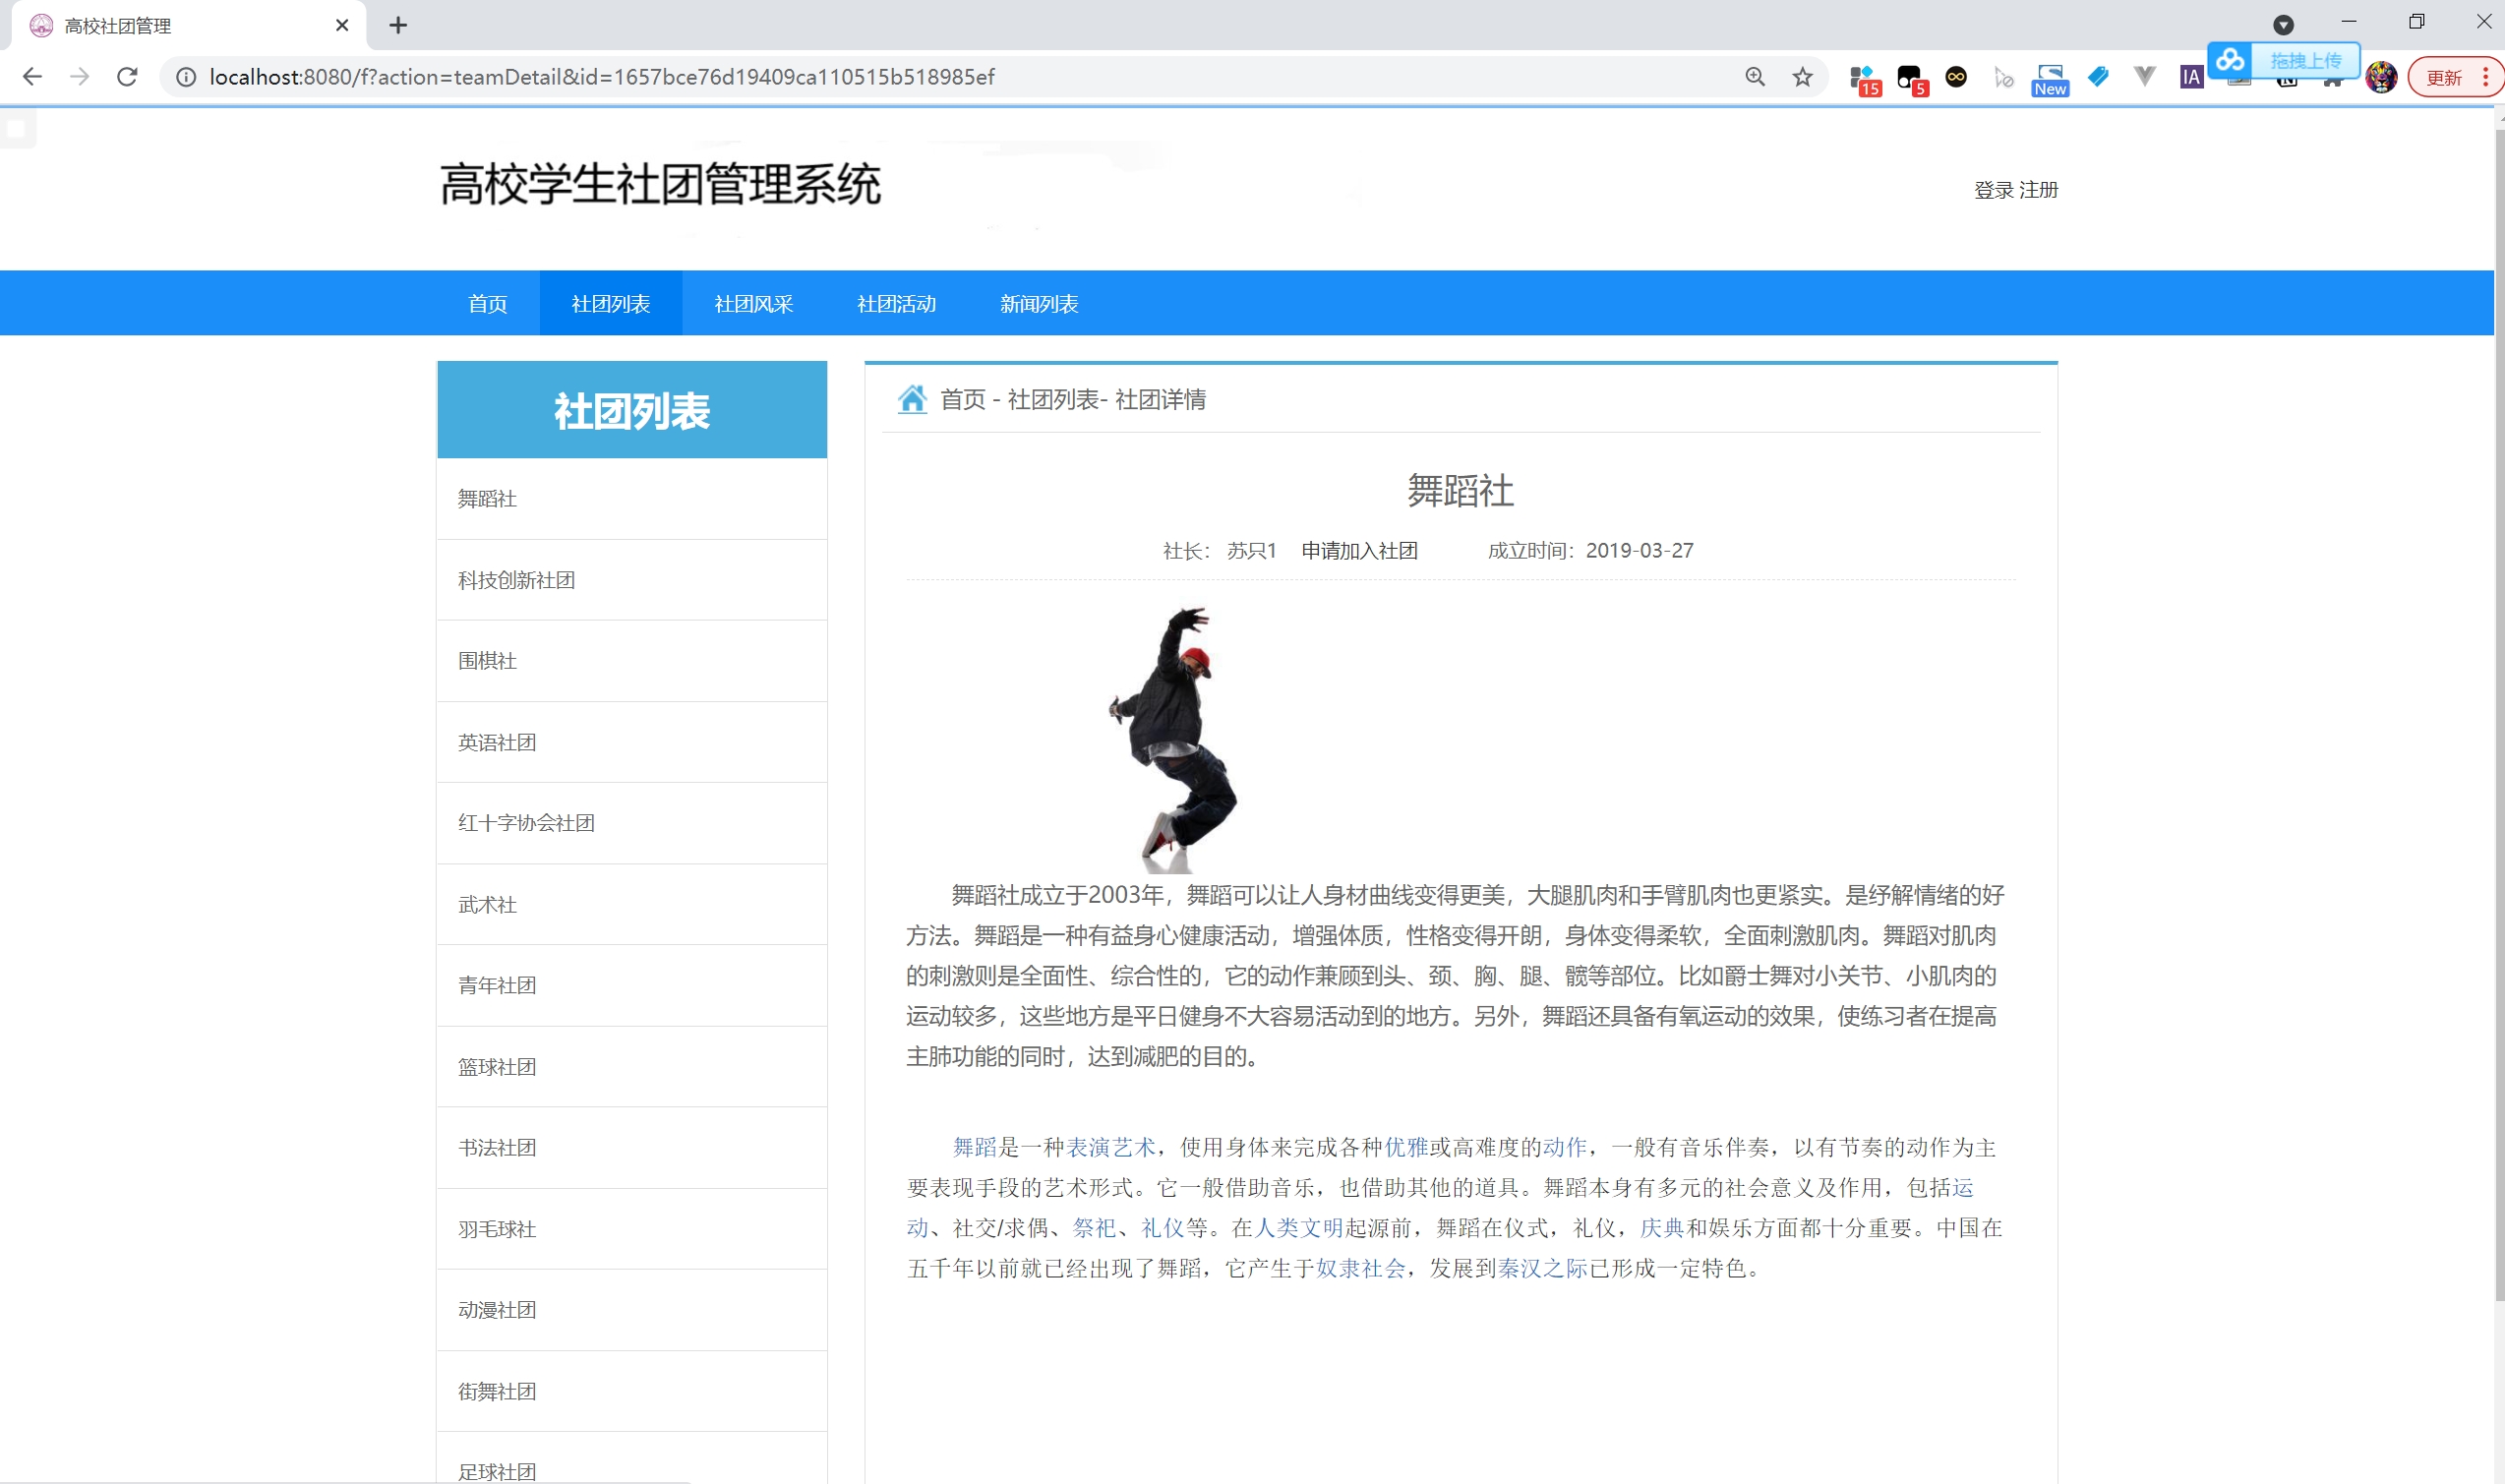 高校社团管理
localhost:8080/f?action=teamDetail&id=1657bce76d19409ca110515b518985ef
15
5
New
IA
拖拽上传
更新
高校学生社团管理系统
登录 注册
首页 社团列表 社团风采 社团活动 新闻列表
社团列表
舞蹈社
科技创新社团
围棋社
英语社团
红十字协会社团
武术社
青年社团
篮球社团
书法社团
羽毛球社
动漫社团
街舞社团
足球社团
首页 - 社团列表- 社团详情
舞蹈社
社长： 苏只1 申请加入社团 成立时间：2019-03-27
舞蹈社成立于2003年，舞蹈可以让人身材曲线变得更美，大腿肌肉和手臂肌肉也更紧实。是纾解情绪的好
方法。舞蹈是一种有益身心健康活动，增强体质，性格变得开朗，身体变得柔软，全面刺激肌肉。舞蹈对肌肉
的刺激则是全面性、综合性的，它的动作兼顾到头、颈、胸、腿、髋等部位。比如爵士舞对小关节、小肌肉的
运动较多，这些地方是平日健身不大容易活动到的地方。另外，舞蹈还具备有氧运动的效果，使练习者在提高
主肺功能的同时，达到减肥的目的。
舞蹈是一种表演艺术，使用身体来完成各种优雅或高难度的动作，一般有音乐伴奏，以有节奏的动作为主
要表现手段的艺术形式。它一般借助音乐，也借助其他的道具。舞蹈本身有多元的社会意义及作用，包括运
动、社交/求偶、祭祀、礼仪等。在人类文明起源前，舞蹈在仪式，礼仪，庆典和娱乐方面都十分重要。中国在
五千年以前就已经出现了舞蹈，它产生于奴隶社会，发展到秦汉之际已形成一定特色。